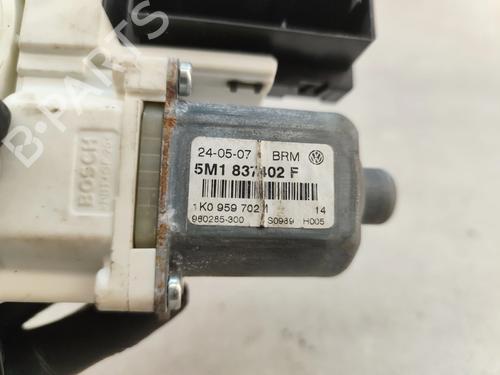 B-PARTS
BOSCH
24-05-07 BRM
5M1 837402 F
1K0 959 702
14
980285-300 S0989 H005